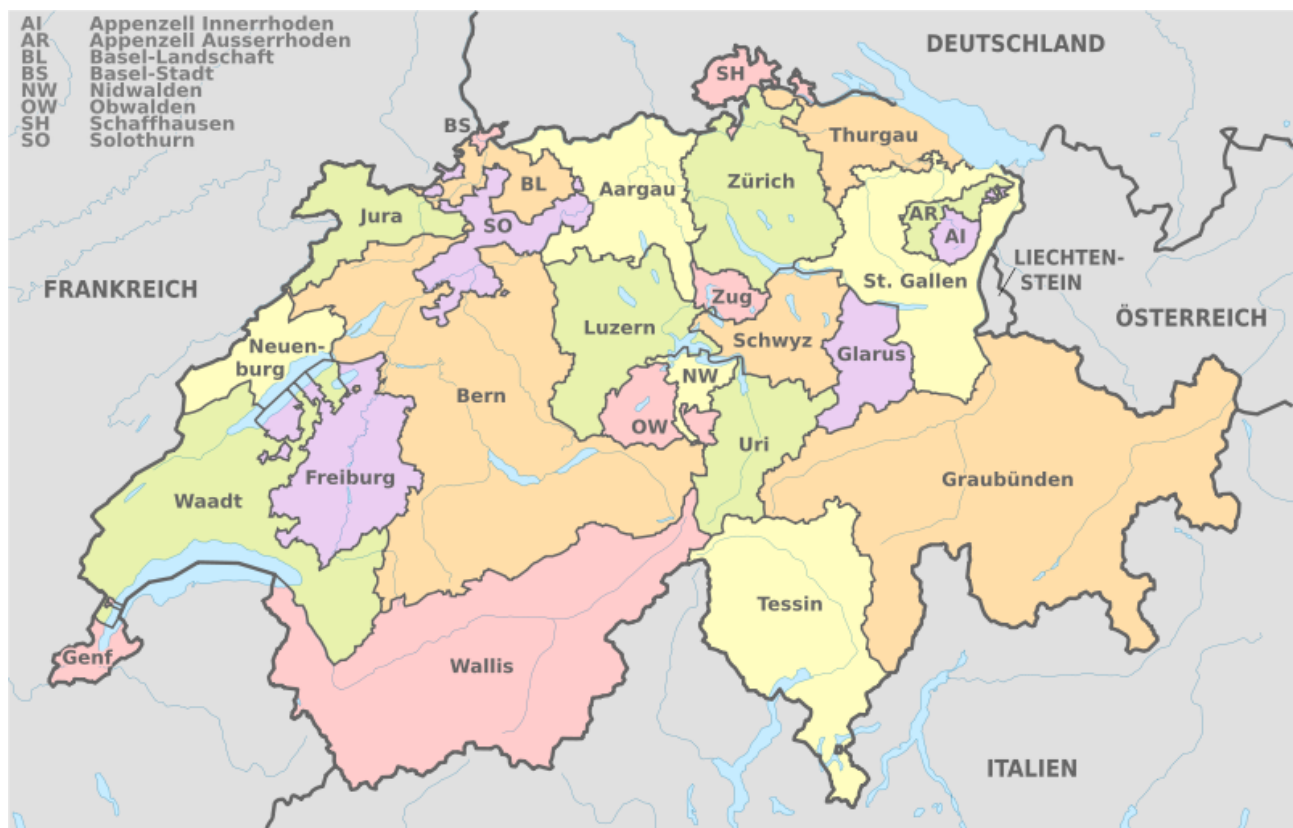 AI Appenzell Innerrhoden
AR Appenzell Ausserrhoden
BL Basel-Landschaft
BS Basel-Stadt
NW Nidwalden
OW Obwalden
SH Schaffhausen
SO Solothurn
DEUTSCHLAND
SH
BS
Thurgau
BL
Aargau
Zürich
Jura
SO
AR
AI
FRANKREICH
LIECHTEN-
STEIN
St. Gallen
Zug
ÖSTERREICH
Luzern
Schwyz
Neuen-
burg
Glarus
NW
Bern
OW
Uri
Freiburg
Graubünden
Waadt
Tessin
Genf
Wallis
ITALIEN